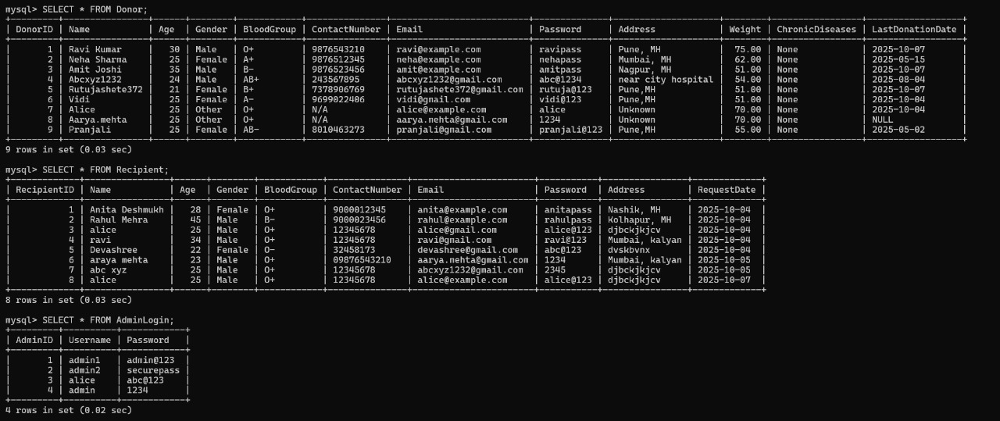 mysql> SELECT * FROM Donor;
| DonorID | Name | Age | Gender | BloodGroup | ContactNumber | Email | Password | Address | Weight | ChronicDiseases | LastDonationDate |
| 1 | Ravi Kumar | 30 | Male | O+ | 9876543210 | ravi@example.com | ravipass | Pune, MH | 75.00 | None | 2025-10-07 |
| 2 | Neha Sharma | 25 | Female | A+ | 9876512345 | neha@example.com | nehapass | Mumbai, MH | 62.00 | None | 2025-05-15 |
| 3 | Amit Joshi | 35 | Male | B- | 9876523456 | amit@example.com | amitpass | Nagpur, MH | 51.00 | None | 2025-10-07 |
| 4 | Abcxyz1232 | 24 | Male | AB+ | 243567895 | abcxyz1232@gmail.com | abc@1234 | near city hospital | 54.00 | None | 2025-08-04 |
| 5 | Rutujashete372 | 21 | Female | B+ | 7378906769 | rutujashete372@gmail.com | rutuja@123 | Pune,MH | 51.00 | None | 2025-10-07 |
| 6 | Vidi | 25 | Female | A- | 9699022406 | vidi@gmail.com | vidi@123 | Pune,MH | 51.00 | None | 2025-10-04 |
| 7 | Alice | 25 | Other | O+ | N/A | alice@example.com | alice | Unknown | 70.00 | None | 2025-10-04 |
| 8 | Aarya.mehta | 25 | Other | O+ | N/A | aarya.mehta@gmail.com | 1234 | Unknown | 70.00 | None | NULL |
| 9 | Pranjali | 25 | Female | AB- | 8010463273 | pranjali@gmail.com | pranjali@123 | Pune,MH | 55.00 | None | 2025-05-02 |
9 rows in set (0.03 sec)
mysql> SELECT * FROM Recipient;
| RecipientID | Name | Age | Gender | BloodGroup | ContactNumber | Email | Password | Address | RequestDate |
| 1 | Anita Deshmukh | 28 | Female | O+ | 9000012345 | anita@example.com | anitapass | Nashik, MH | 2025-10-04 |
| 2 | Rahul Mehra | 45 | Male | B- | 9000023456 | rahul@example.com | rahulpass | Kolhapur, MH | 2025-10-04 |
| 3 | alice | 25 | Male | O+ | 12345678 | alice@gmail.com | alice@123 | djbckjkjcv | 2025-10-04 |
| 4 | ravi | 34 | Male | O+ | 12345678 | ravi@gmail.com | ravi@123 | Mumbai, kalyan | 2025-10-04 |
| 5 | Devashree | 22 | Female | O- | 32458173 | devashree@gmail.com | abc@123 | dvskbvnx | 2025-10-04 |
| 6 | araya mehta | 23 | Male | O+ | 09876543210 | aarya.mehta@gmail.com | 1234 | Mumbai, kalyan | 2025-10-05 |
| 7 | abc xyz | 25 | Male | O+ | 12345678 | abcxyz1232@gmail.com | 2345 | djbckjkjcv | 2025-10-05 |
| 8 | alice | 25 | Male | O+ | 12345678 | alice@example.com | alice@123 | djbckjkjcv | 2025-10-07 |
8 rows in set (0.03 sec)
mysql> SELECT * FROM AdminLogin;
| AdminID | Username | Password |
| 1 | admin1 | admin@123 |
| 2 | admin2 | securepass |
| 3 | alice | abc@123 |
| 4 | admin | 1234 |
4 rows in set (0.02 sec)